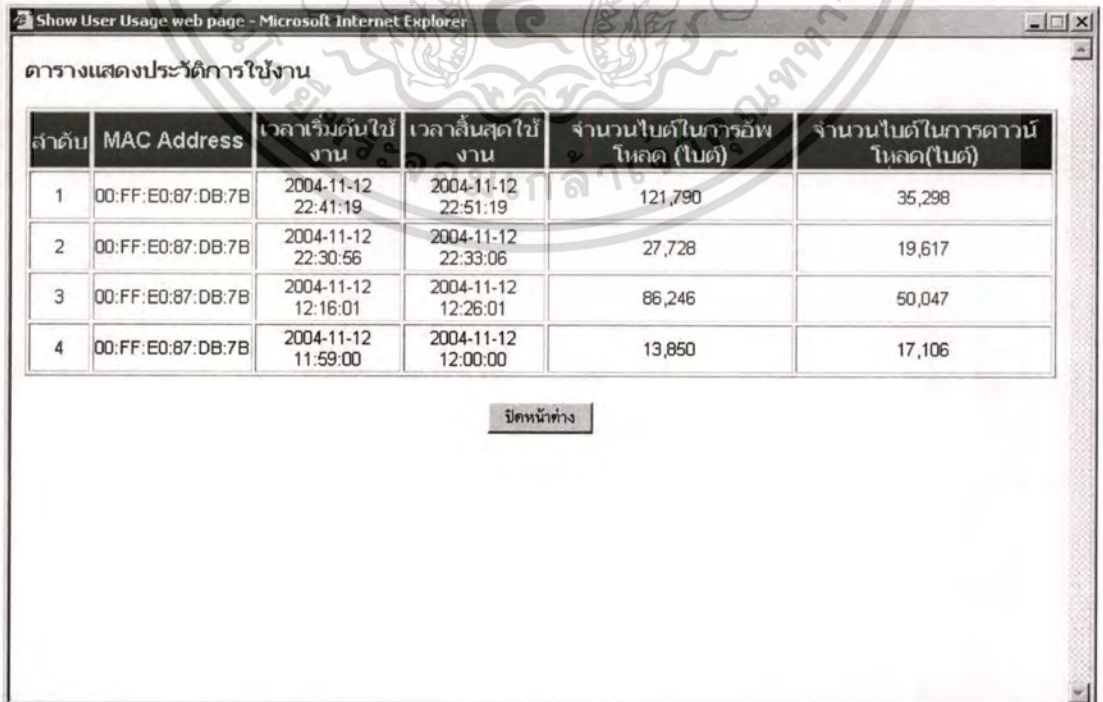 Show User Usage web page - Microsoft Internet Explorer
ตารางแสดงประวัติการใช้งาน
ลำดับ MAC Address เวลาเริ่มต้นใช้งาน เวลาสิ้นสุดใช้งาน จำนวนไบต์ในการอัพโหลด (ไบต์) จำนวนไบต์ในการดาวน์โหลด(ไบต์)
1 00:FF:E0:87:DB:7B 2004-11-12 22:41:19 2004-11-12 22:51:19 121,790 35,298
2 00:FF:E0:87:DB:7B 2004-11-12 22:30:56 2004-11-12 22:33:06 27,728 19,617
3 00:FF:E0:87:DB:7B 2004-11-12 12:16:01 2004-11-12 12:26:01 86,246 50,047
4 00:FF:E0:87:DB:7B 2004-11-12 11:59:00 2004-11-12 12:00:00 13,850 17,106
ปิดหน้าต่าง